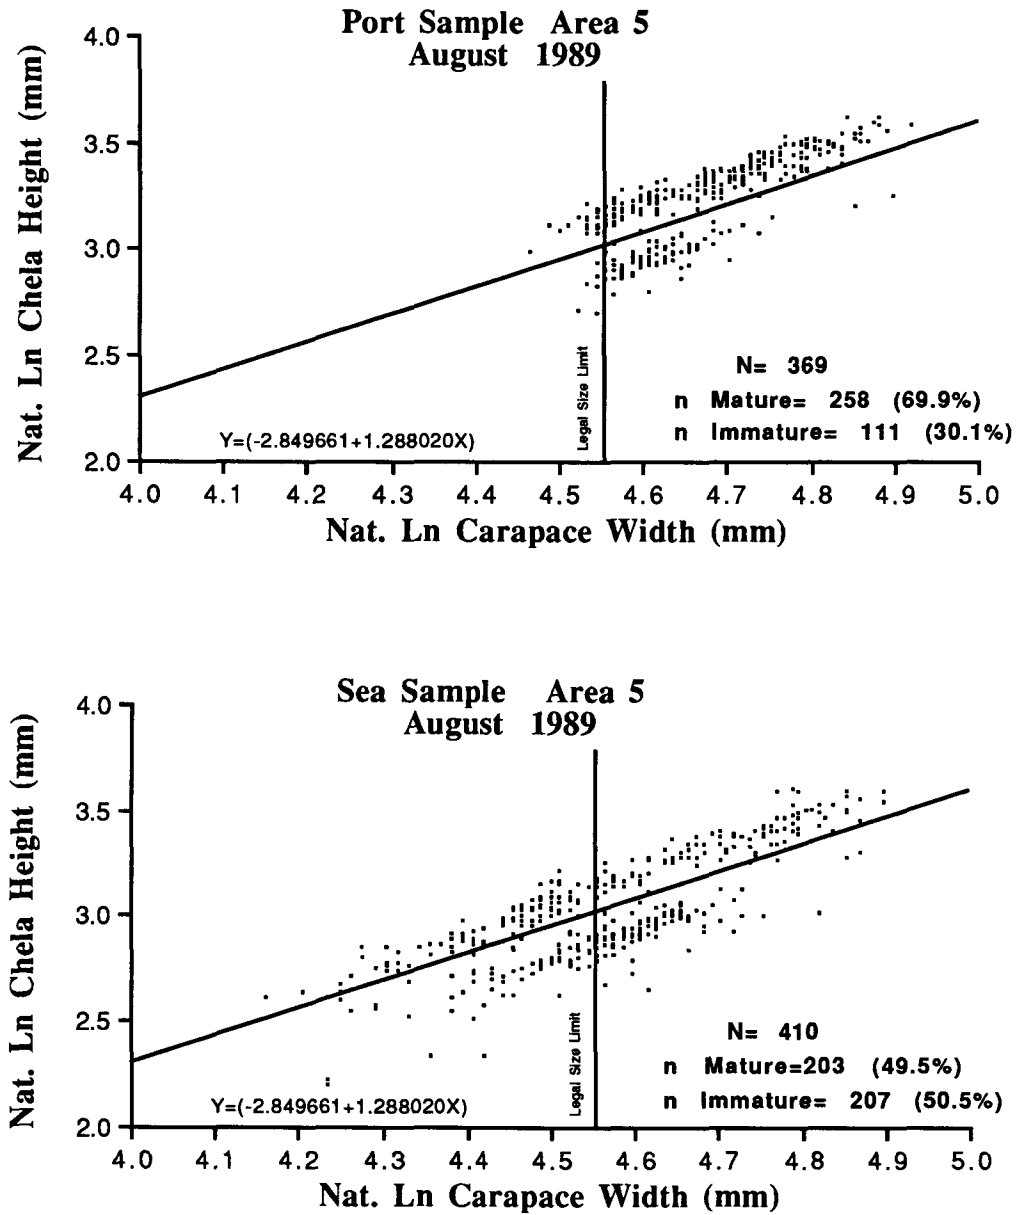 Port Sample Area 5
August 1989
Nat. Ln Chela Height (mm)
4.0
3.5
3.0
2.5
2.0
Legal Size Limit
N= 369
n Mature= 258 (69.9%)
n Immature= 111 (30.1%)
Y=(-2.849661+1.288020X)
4.0 4.1 4.2 4.3 4.4 4.5 4.6 4.7 4.8 4.9 5.0
Nat. Ln Carapace Width (mm)
Sea Sample Area 5
August 1989
Nat. Ln Chela Height (mm)
4.0
3.5
3.0
2.5
2.0
Legal Size Limit
N= 410
n Mature=203 (49.5%)
n Immature= 207 (50.5%)
Y=(-2.849661+1.288020X)
4.0 4.1 4.2 4.3 4.4 4.5 4.6 4.7 4.8 4.9 5.0
Nat. Ln Carapace Width (mm)